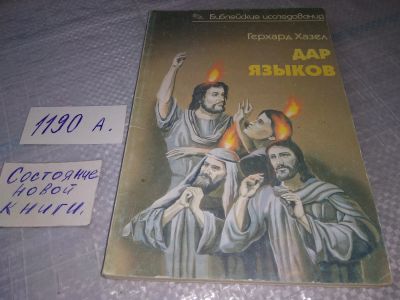 Библейские исследования
Герхард Хазел
ДАР
ЯЗЫКОВ
1190 А.
Состояние
новой
книги.